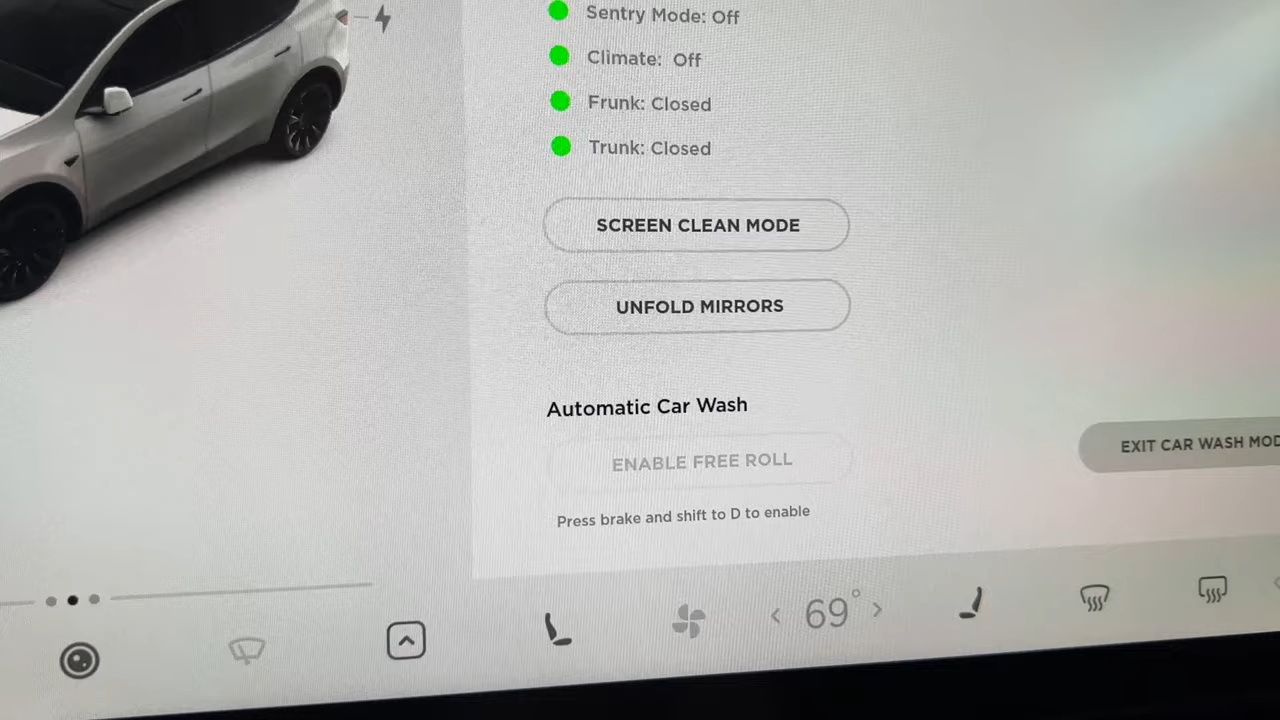 Sentry Mode: Off
Climate: Off
Frunk: Closed
Trunk: Closed
SCREEN CLEAN MODE
UNFOLD MIRRORS
Automatic Car Wash
ENABLE FREE ROLL
EXIT CAR WASH MOD
Press brake and shift to D to enable
69°